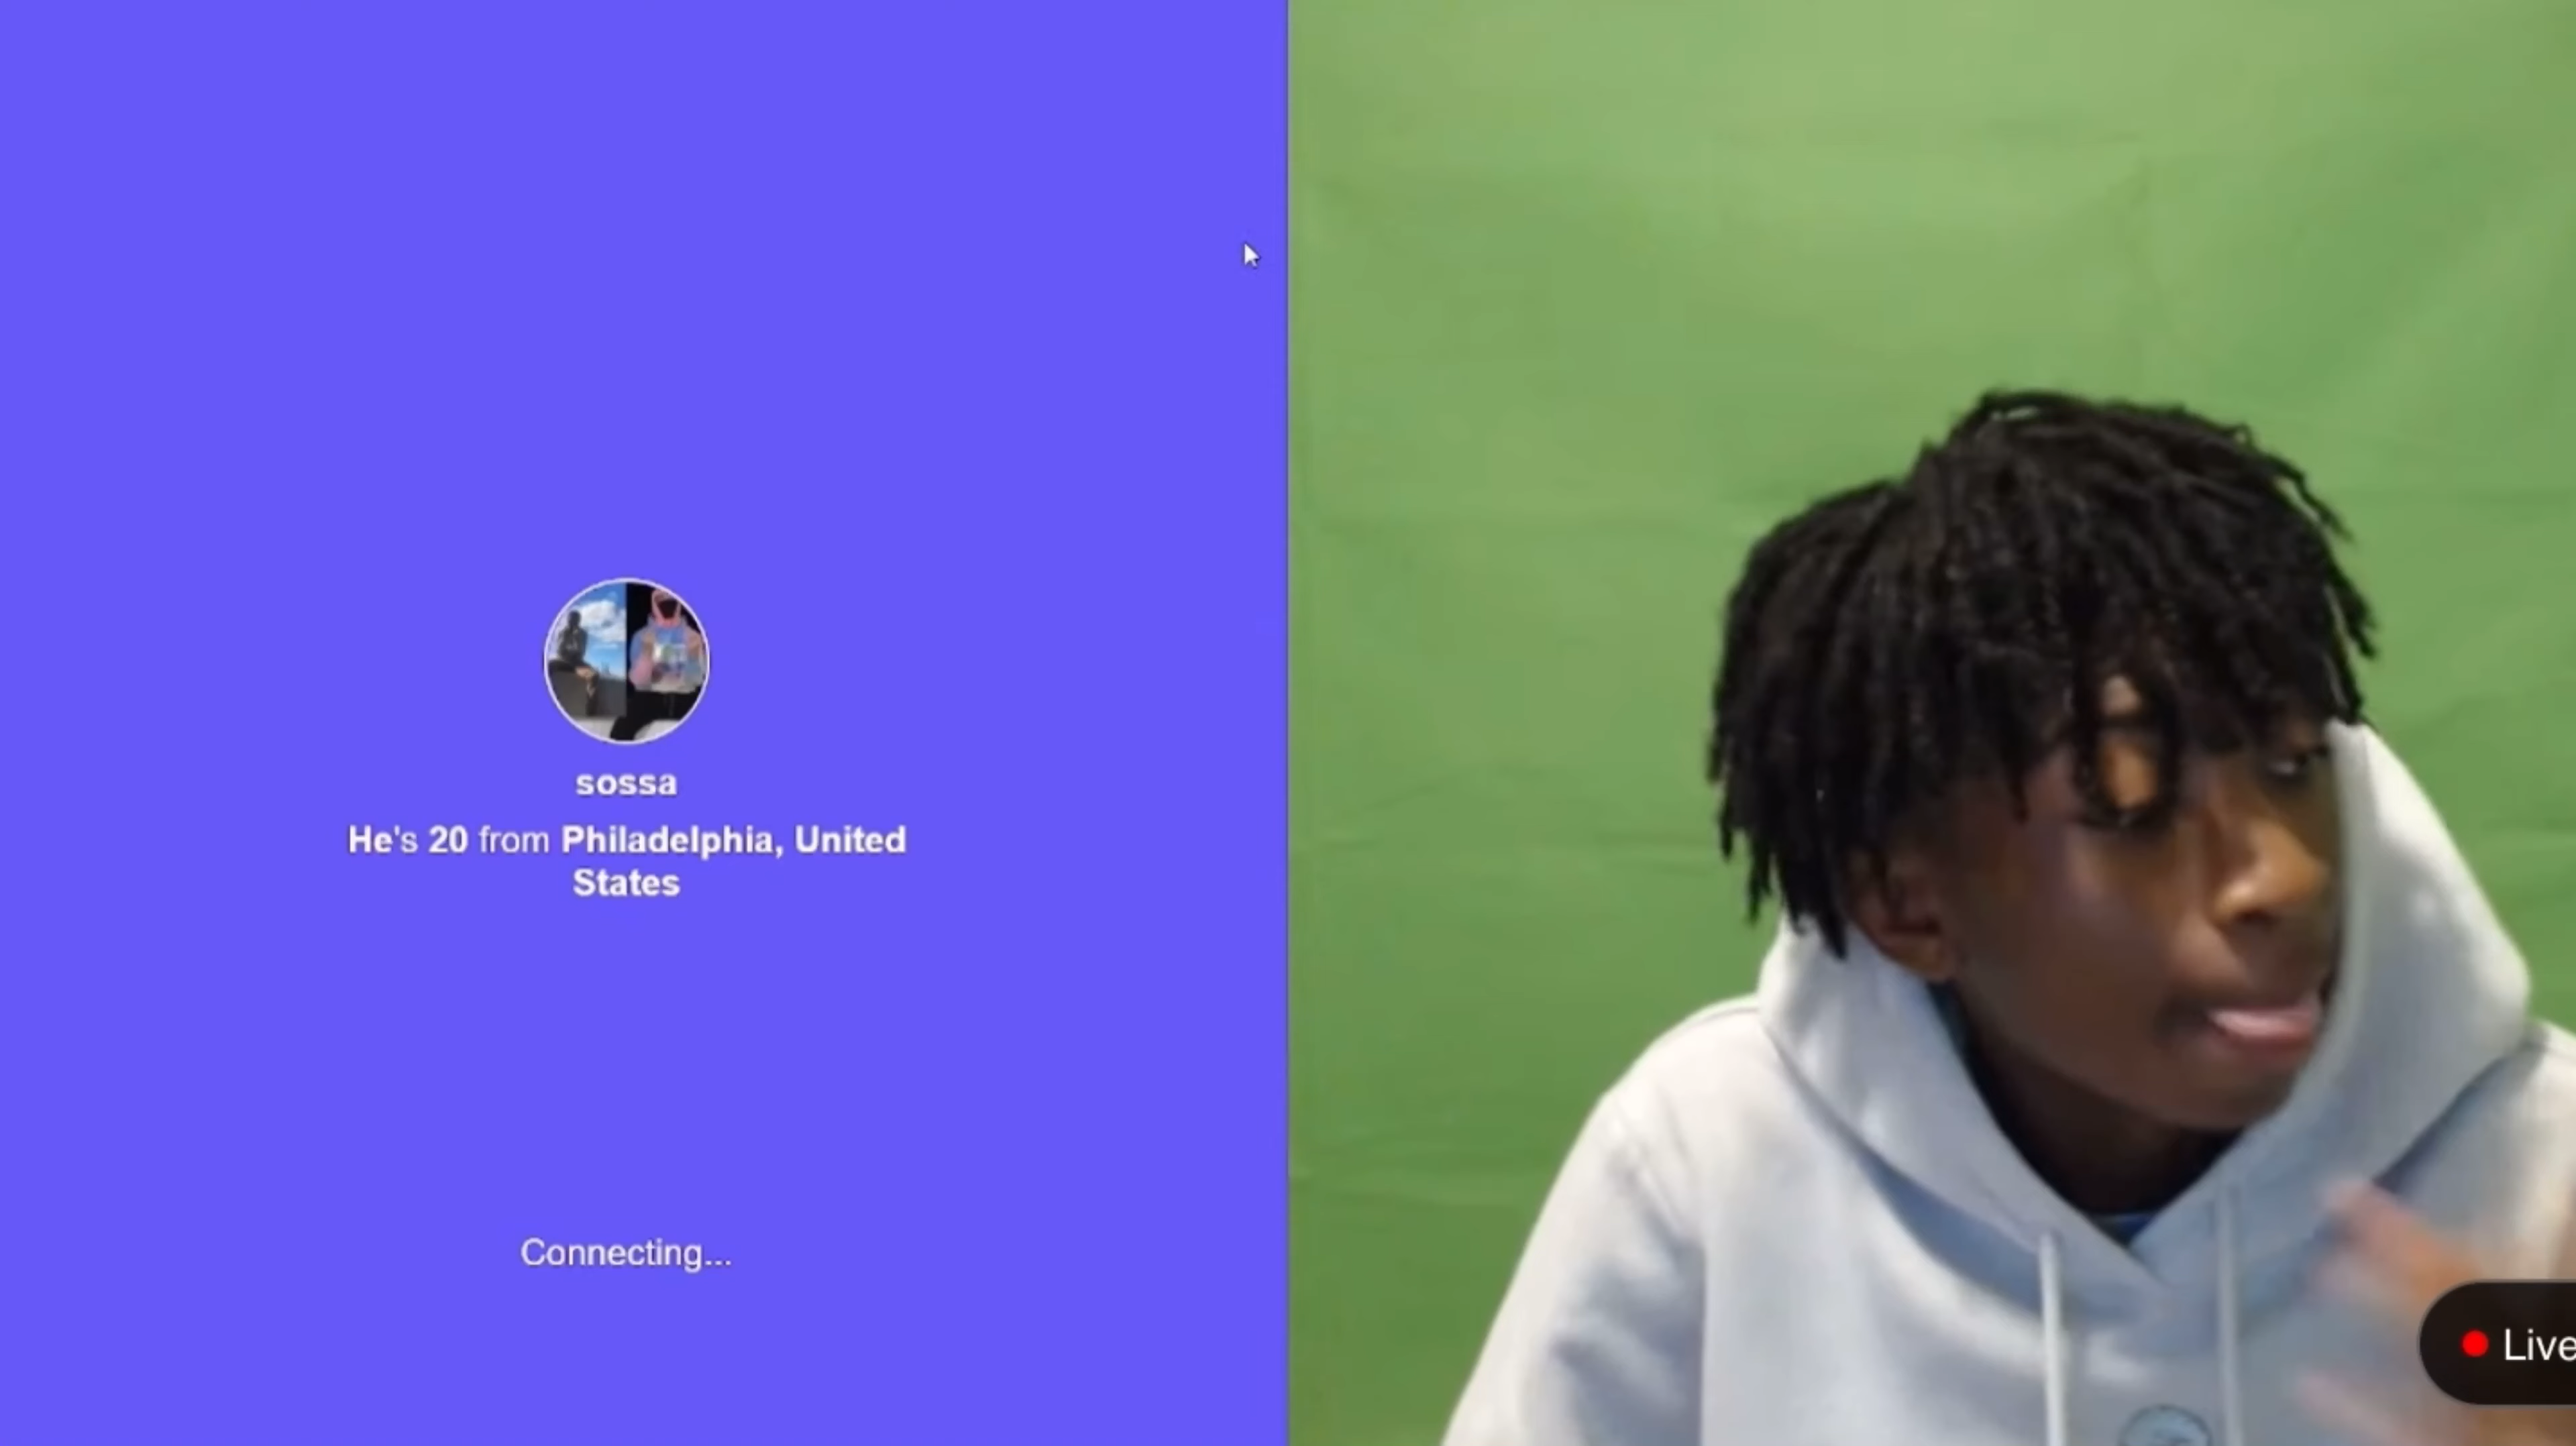 sossa
He's 20 from Philadelphia, United
States
Connecting...
Live